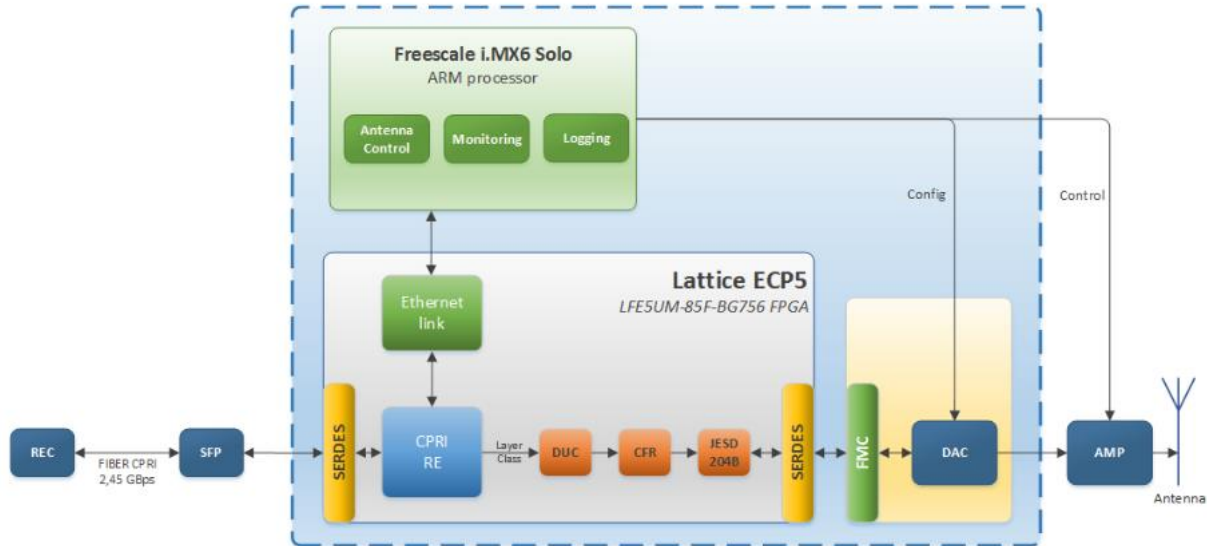 Freescale i.MX6 Solo
ARM processor
Antenna
Control
Monitoring
Logging
Config
Control
Lattice ECP5
LFE5UM-85F-BG756 FPGA
Ethernet
link
REC
FIBER CPRI
2,45 GBps
SFP
SERDES
CPRI
RE
Layer
Class
DUC
CFR
JESD
204B
SERDES
FMC
DAC
AMP
Antenna